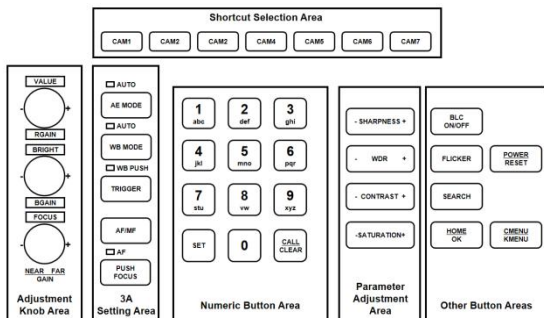 Shortcut Selection Area
CAM1 CAM2 CAM2 CAM4 CAM5 CAM6 CAM7
VALUE
- +
RGAIN
BRIGHT
- +
BGAIN
FOCUS
- +
NEAR FAR
GAIN
Adjustment
Knob Area
AUTO
AE MODE
AUTO
WB MODE
WB PUSH
TRIGGER
AF/MF
AF
PUSH
FOCUS
3A
Setting Area
1 2 3
abc def ghi
4 5 6
jkl mno pqr
7 8 9
stu vw xyz
SET 0 CALL
CLEAR
Numeric Button Area
- SHARPNESS +
- WDR +
- CONTRAST +
-SATURATION+
Parameter
Adjustment
Area
BLC
ON/OFF
FLICKER POWER
RESET
SEARCH
HOME CMENU
OK KMENU
Other Button Areas